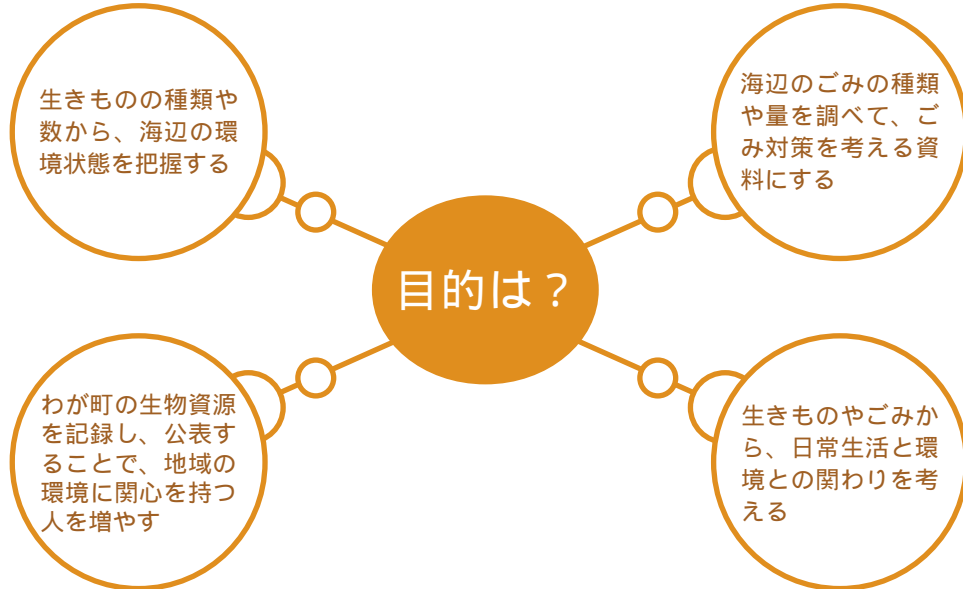 生きものの種類や
数から、海辺の環
境状態を把握する
海辺のごみの種類
や量を調べて、ご
み対策を考える資
料にする
目的は？
わが町の生物資源
を記録し、公表す
ることで、地域の
環境に関心を持つ
人を増やす
生きものやごみか
ら、日常生活と環
境との関わりを考
える